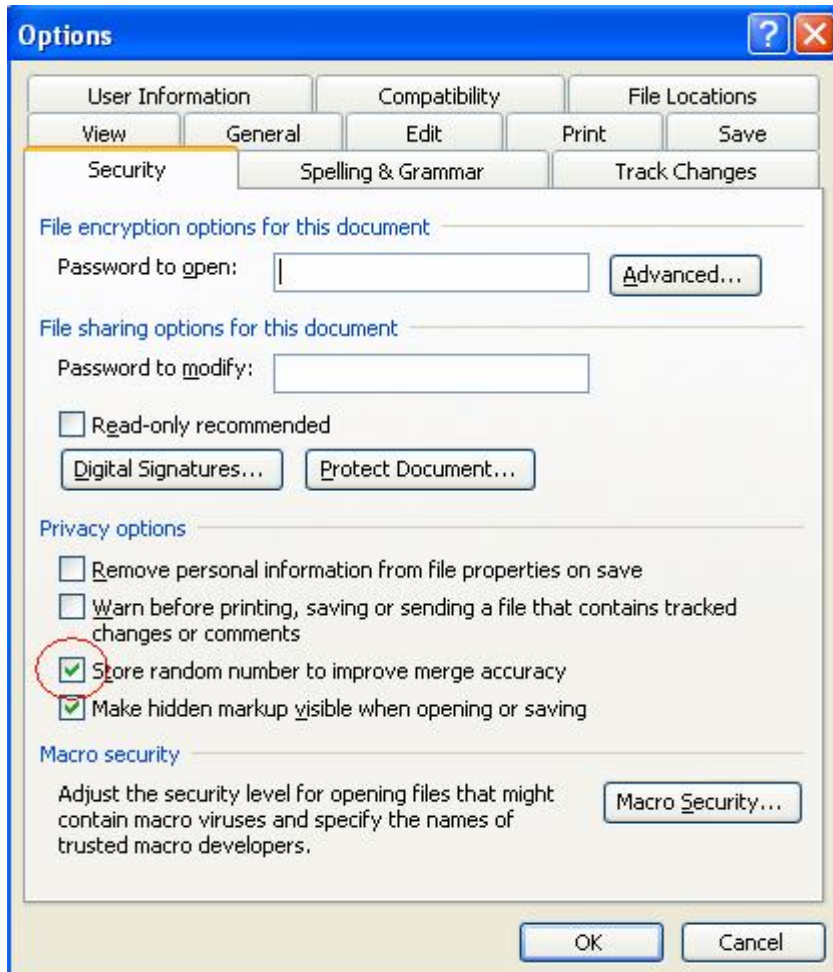 Options
User Information Compatibility File Locations
View General Edit Print Save
Security Spelling & Grammar Track Changes
File encryption options for this document
Password to open: Advanced...
File sharing options for this document
Password to modify:
Read-only recommended
Digital Signatures... Protect Document...
Privacy options
Remove personal information from file properties on save
Warn before printing, saving or sending a file that contains tracked
changes or comments
Store random number to improve merge accuracy
Make hidden markup visible when opening or saving
Macro security
Adjust the security level for opening files that might
contain macro viruses and specify the names of
trusted macro developers.
Macro Security...
OK Cancel